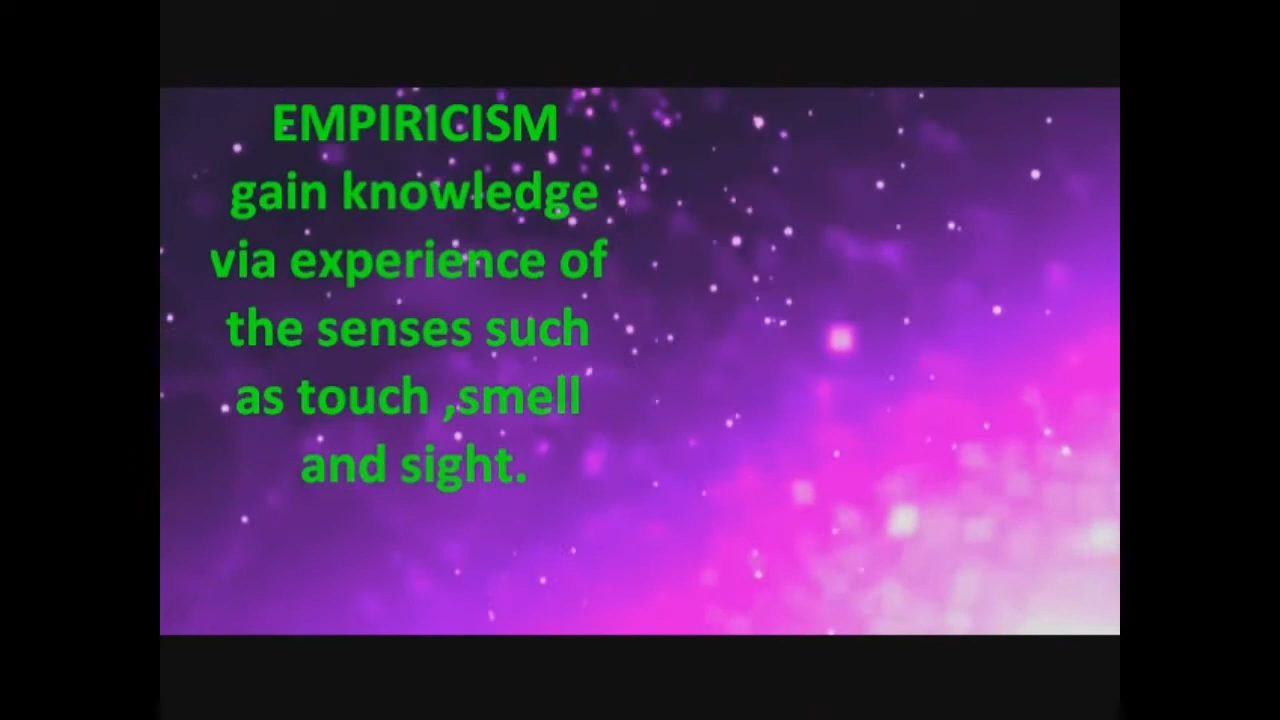 EMPIRICISM
gain knowledge
via experience of
the senses such
as touch ,smell
and sight.